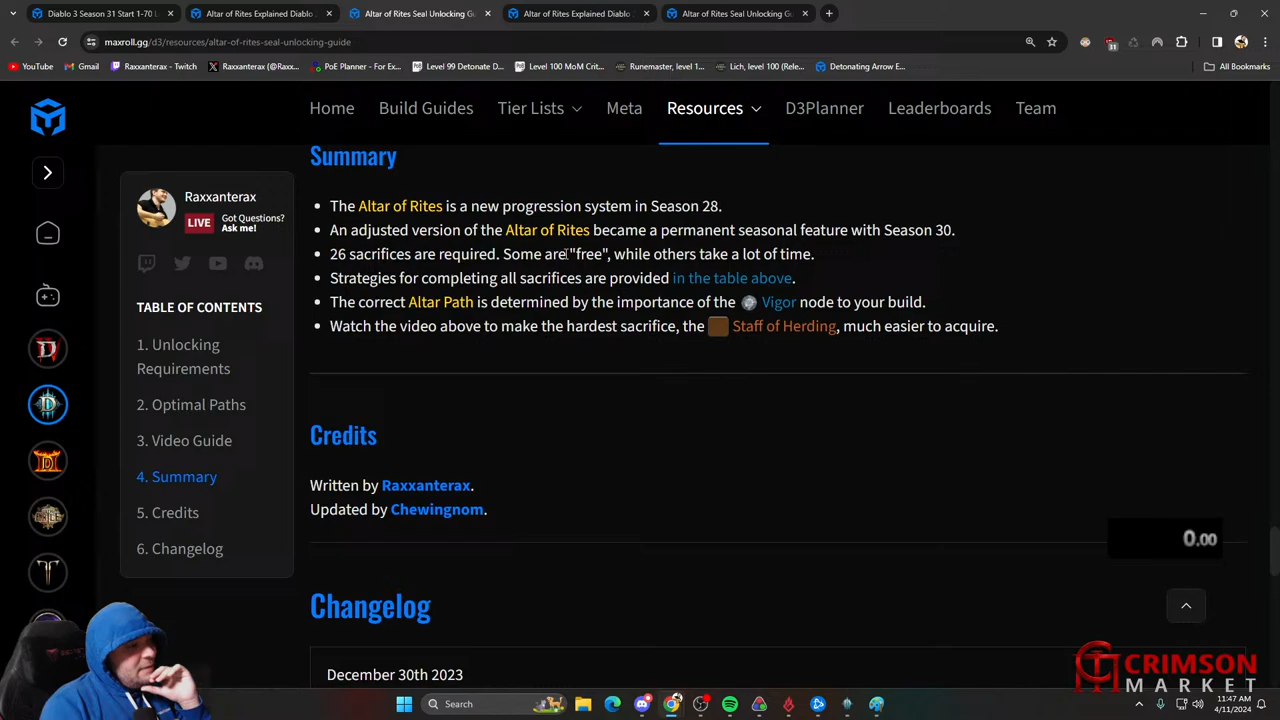 Diablo 3 Season 31 Start 1-70 L
Altar of Rites Explained Diablo
Altar of Rites Seal Unlocking Gu
Altar of Rites Explained Diablo
Altar of Rites Seal Unlocking Gu
maxroll.gg/d3/resources/altar-of-rites-seal-unlocking-guide
YouTube
Gmail
Raxxanterax - Twitch
Raxxanterax (@Raxx...
PoE Planner - For Ex...
Level 99 Detonate D...
Level 100 MoM Crit...
Runemaster, level 1...
Lich, level 100 (Rele...
Detonating Arrow E...
All Bookmarks
Home
Build Guides
Tier Lists
Meta
Resources
D3Planner
Leaderboards
Team
Raxxanterax
LIVE
Got Questions?
Ask me!
TABLE OF CONTENTS
1. Unlocking
Requirements
2. Optimal Paths
3. Video Guide
4. Summary
5. Credits
6. Changelog
Summary
The Altar of Rites is a new progression system in Season 28.
An adjusted version of the Altar of Rites became a permanent seasonal feature with Season 30.
26 sacrifices are required. Some are "free", while others take a lot of time.
Strategies for completing all sacrifices are provided in the table above.
The correct Altar Path is determined by the importance of the Vigor node to your build.
Watch the video above to make the hardest sacrifice, the Staff of Herding, much easier to acquire.
Credits
Written by Raxxanterax.
Updated by Chewingnom.
0.00
Changelog
December 30th 2023
CRIMSON
MARKET
Search
1:47 AM
4/11/2024